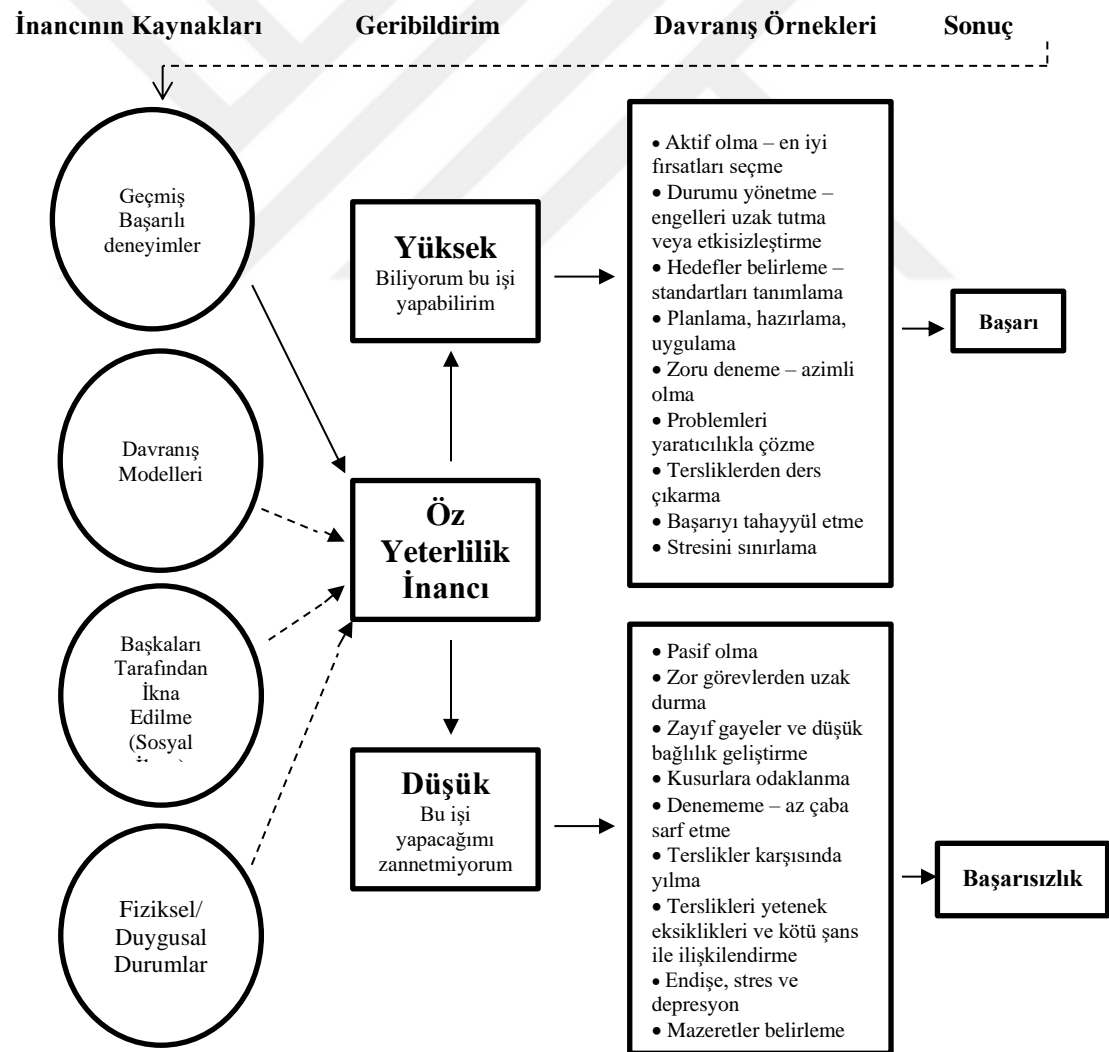 İnancının Kaynakları Geribildirim Davranış Örnekleri Sonuç
Geçmiş
Başarılı
deneyimler
Davranış
Modelleri
Başkaları
Tarafından
İkna
Edilme
(Sosyal
Fiziksel/
Duygusal
Durumlar
Yüksek
Biliyorum bu işi
yapabilirim
Öz
Yeterlilik
İnancı
Düşük
Bu işi
yapacağımı
zannetmiyorum
• Aktif olma – en iyi
fırsatları seçme
• Durumu yönetme –
engelleri uzak tutma
veya etkisizleştirme
• Hedefler belirleme –
standartları tanımlama
• Planlama, hazırlama,
uygulama
• Zoru deneme – azimli
olma
• Problemleri
yaratıcılıkla çözme
• Tersliklerden ders
çıkarma
• Başarıyı tahayyül etme
• Stresini sınırlama
• Pasif olma
• Zor görevlerden uzak
durma
• Zayıf gayeler ve düşük
bağlılık geliştirme
• Kusurlara odaklanma
• Denememe – az çaba
sarf etme
• Terslikler karşısında
yılma
• Terslikleri yetenek
eksiklikleri ve kötü şans
ile ilişkilendirme
• Endişe, stres ve
depresyon
• Mazeretler belirleme
Başarı
Başarısızlık